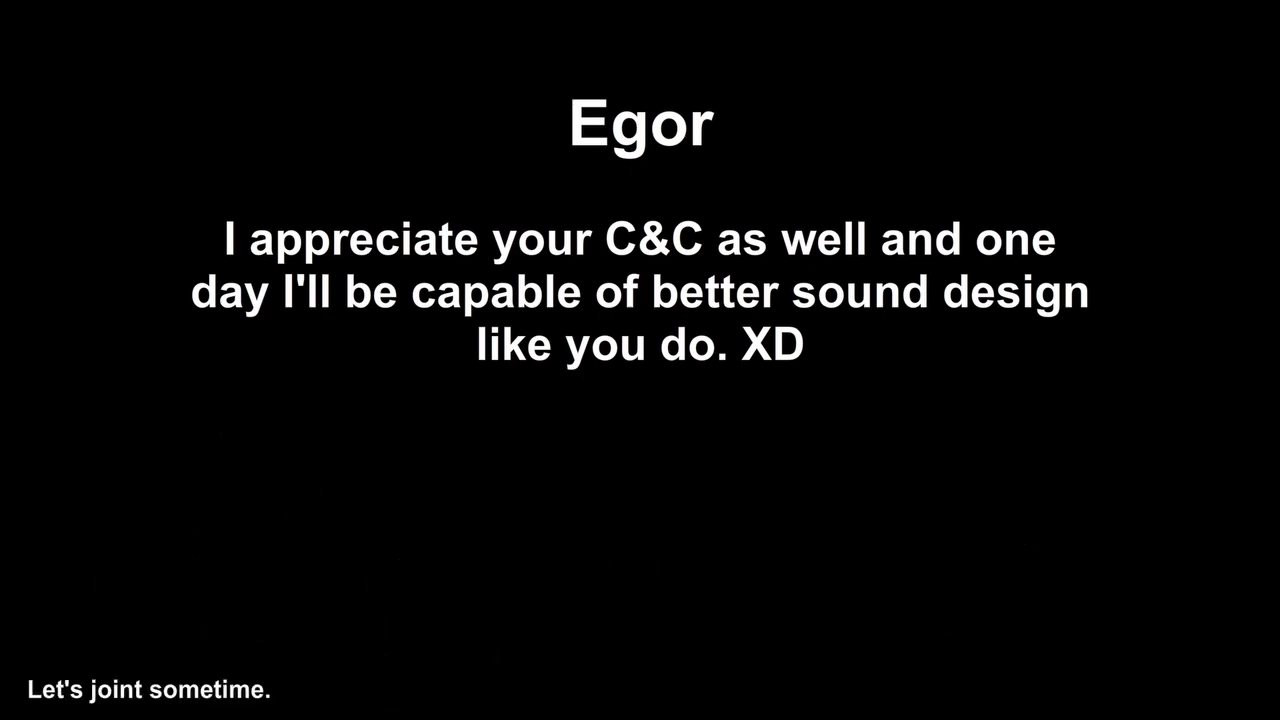 Egor
I appreciate your C&C as well and one
day I'll be capable of better sound design
like you do. XD
Let's joint sometime.